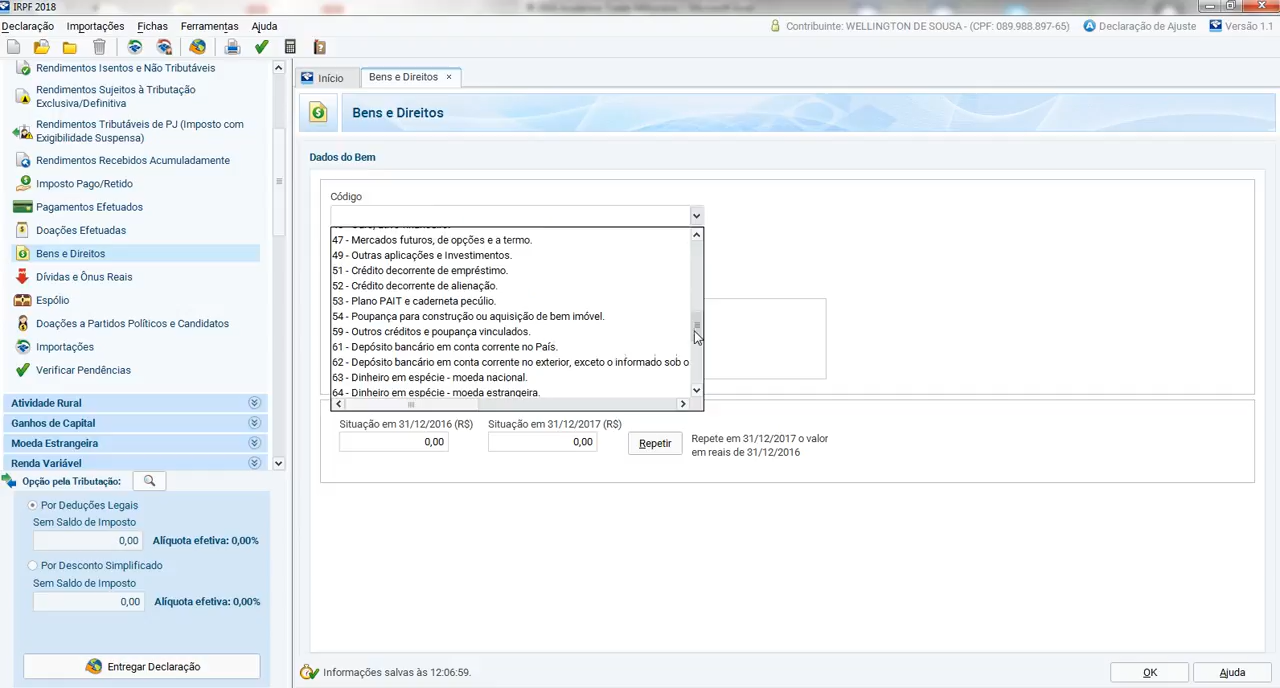 IRPF 2018
Declaração Importações Fichas Ferramentas Ajuda
Contribuinte: WELLINGTON DE SOUSA - (CPF: 089.988.897-65) Declaração de Ajuste Versão 1.1
Rendimentos Isentos e Não Tributáveis
Rendimentos Sujeitos à Tributação
Exclusiva/Definitiva
Rendimentos Tributáveis de PJ (Imposto com
Exigibilidade Suspensa)
Rendimentos Recebidos Acumuladamente
Imposto Pago/Retido
Pagamentos Efetuados
Doações Efetuadas
Bens e Direitos
Dívidas e Ônus Reais
Espólio
Doações a Partidos Políticos e Candidatos
Importações
Verificar Pendências
Atividade Rural
Ganhos de Capital
Moeda Estrangeira
Renda Variável
Opção pela Tributação:
Por Deduções Legais
Sem Saldo de Imposto
0,00 Alíquota efetiva: 0,00%
Por Desconto Simplificado
Sem Saldo de Imposto
0,00 Alíquota efetiva: 0,00%
Entregar Declaração
Início Bens e Direitos ×
Bens e Direitos
Dados do Bem
Código
47 - Mercados futuros, de opções e a termo.
49 - Outras aplicações e Investimentos.
51 - Crédito decorrente de empréstimo.
52 - Crédito decorrente de alienação.
53 - Plano PAIT e caderneta pecúlio.
54 - Poupança para construção ou aquisição de bem imóvel.
59 - Outros créditos e poupança vinculados.
61 - Depósito bancário em conta corrente no País.
62 - Depósito bancário em conta corrente no exterior, exceto o informado sob o
63 - Dinheiro em espécie - moeda nacional.
64 - Dinheiro em espécie - moeda estrangeira.
Situação em 31/12/2016 (R$) Situação em 31/12/2017 (R$)
0,00 0,00 Repetir
Repete em 31/12/2017 o valor
em reais de 31/12/2016
Informações salvas às 12:06:59.
OK Ajuda